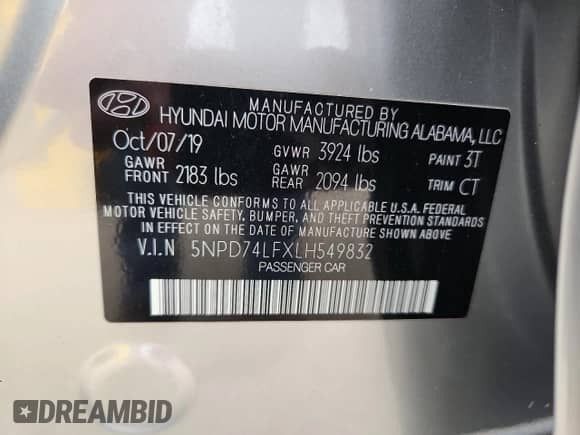 MANUFACTURED BY
HYUNDAI MOTOR MANUFACTURING ALABAMA, LLC
Oct/07/19 GVWR 3924 lbs PAINT 3T
GAWR FRONT 2183 lbs GAWR REAR 2094 lbs TRIM CT
THIS VEHICLE CONFORMS TO ALL APPLICABLE U.S.A. FEDERAL
MOTOR VEHICLE SAFETY, BUMPER, AND THEFT PREVENTION STANDARDS
IN EFFECT ON THE DATE OF MANUFACTURE SHOWN ABOVE.
V.I.N 5NPD74LFXLH549832
PASSENGER CAR
DREAMBID